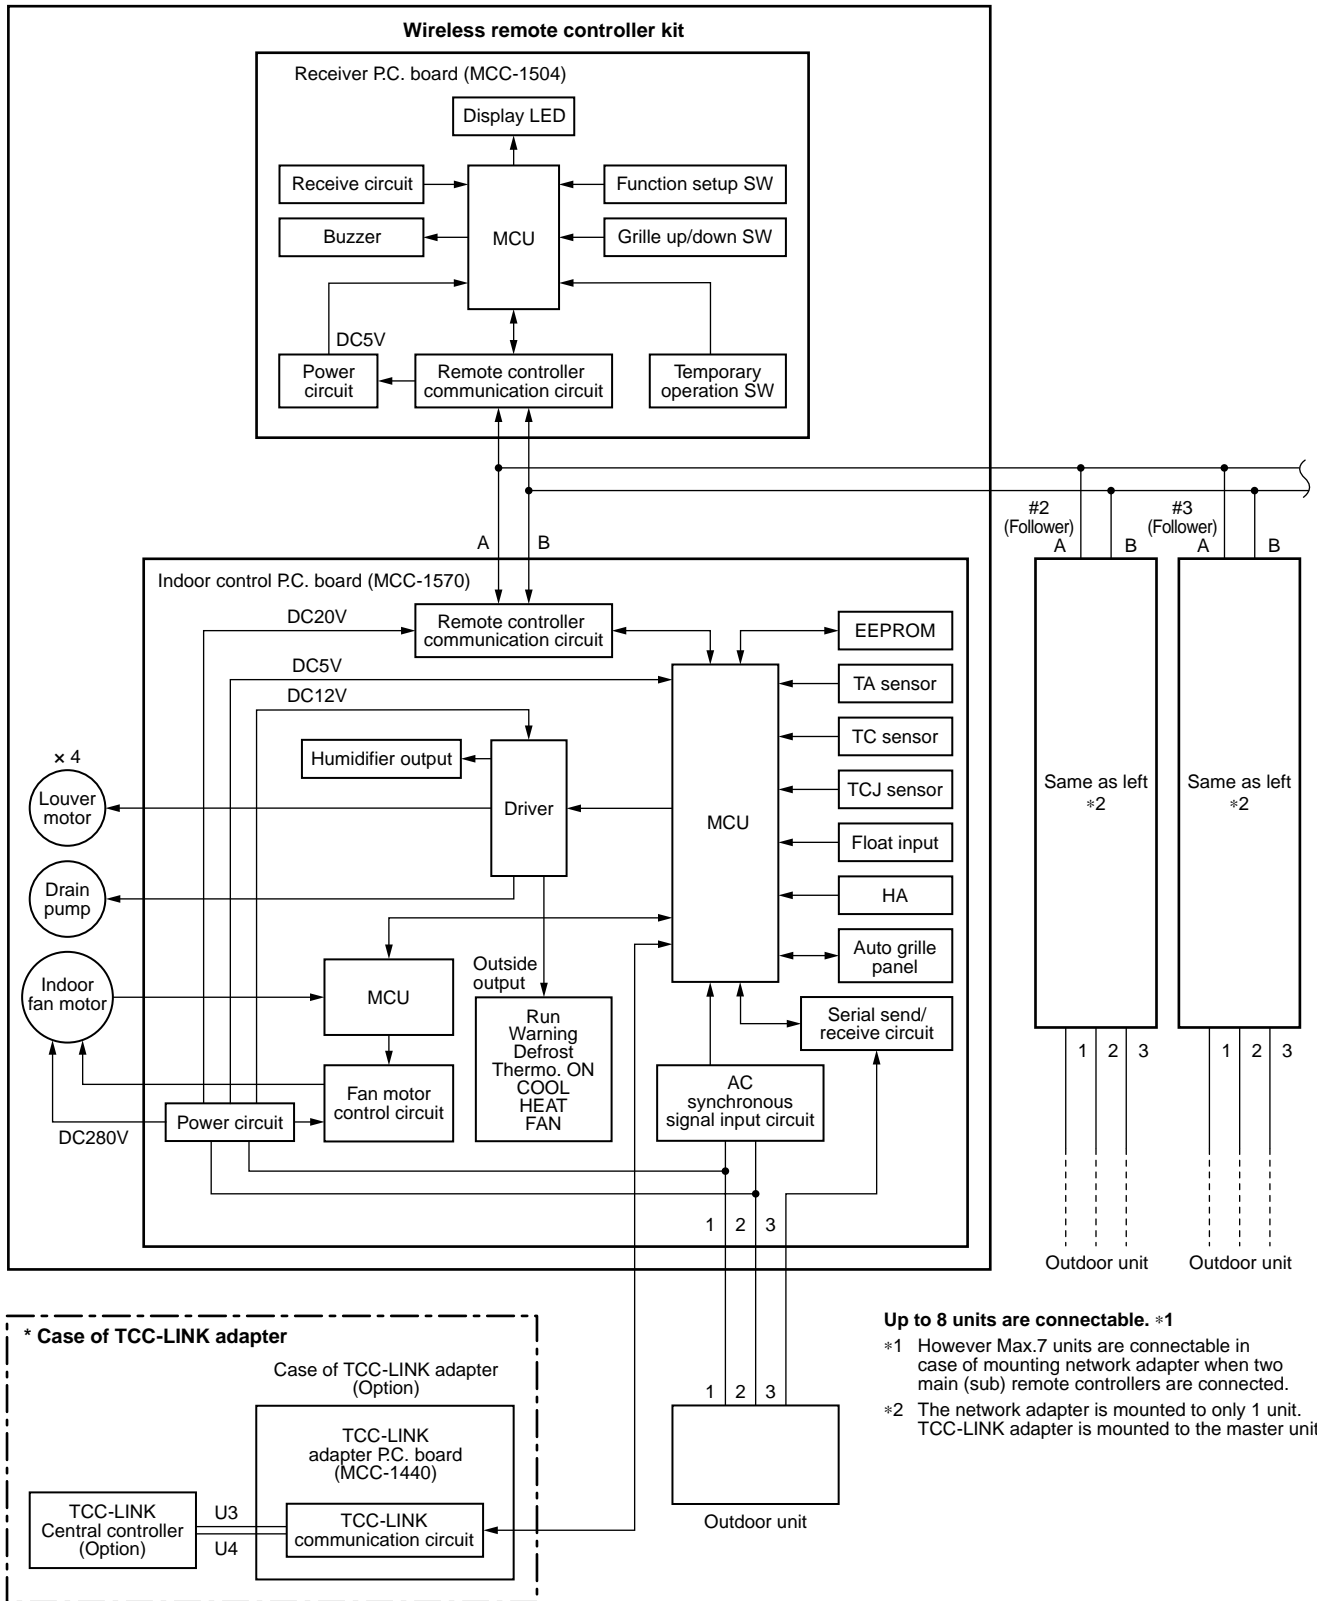 Wireless remote controller kit
Receiver P.C. board (MCC-1504)
Display LED
Receive circuit
Function setup SW
Buzzer
MCU
Grille up/down SW
DC5V
Power
circuit
Remote controller
communication circuit
Temporary
operation SW
#2
(Follower)
A
B
#3
(Follower)
A
B
A
B
Indoor control P.C. board (MCC-1570)
DC20V
Remote controller
communication circuit
EEPROM
DC5V
TA sensor
DC12V
TC sensor
Humidifier output
× 4
Louver
motor
Driver
MCU
TCJ sensor
Float input
Same as left
*2
Same as left
*2
Drain
pump
HA
Auto grille
panel
Outside
output
Indoor
fan motor
MCU
Run
Warning
Defrost
Thermo. ON
COOL
HEAT
FAN
Serial send/
receive circuit
1
2
3
1
2
3
AC
synchronous
signal input circuit
Fan motor
control circuit
Power circuit
DC280V
1
2
3
Outdoor unit
Outdoor unit
* Case of TCC-LINK adapter
Case of TCC-LINK adapter
(Option)
TCC-LINK
adapter P.C. board
(MCC-1440)
TCC-LINK
Central controller
(Option)
U3
U4
TCC-LINK
communication circuit
1
2
3
Outdoor unit
Up to 8 units are connectable. *1
*1 However Max.7 units are connectable in
case of mounting network adapter when two
main (sub) remote controllers are connected.
*2 The network adapter is mounted to only 1 unit.
TCC-LINK adapter is mounted to the master unit